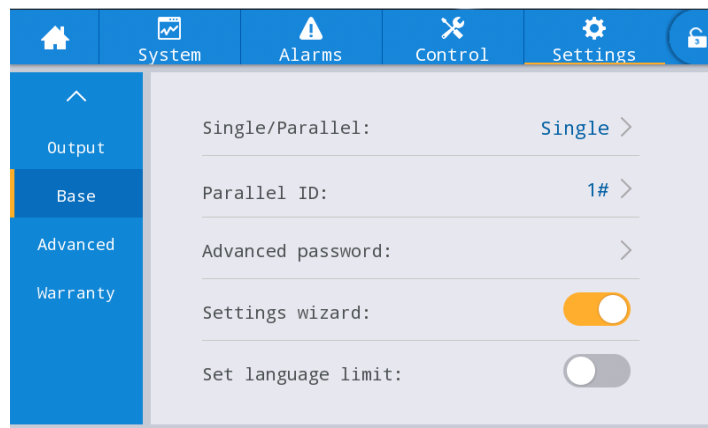 System
Alarms
Control
Settings
Output
Base
Advanced
Warranty
Single/Parallel: Single
Parallel ID: 1#
Advanced password:
Settings wizard:
Set language limit: